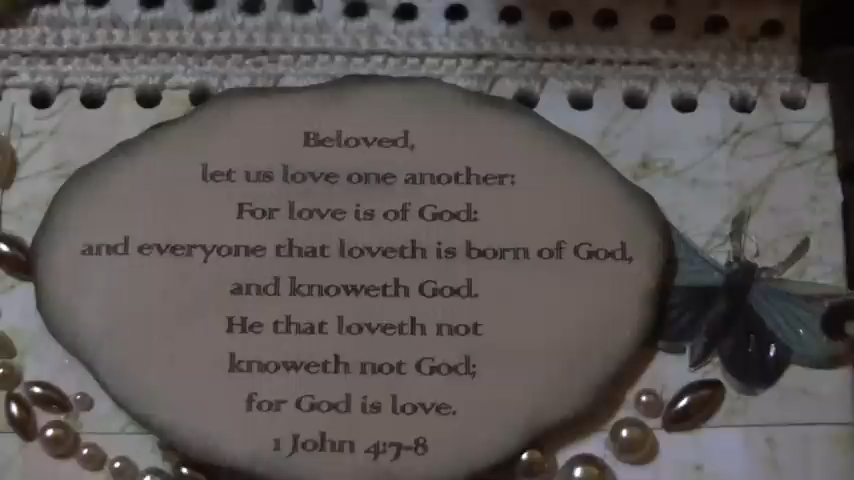 Beloved,
let us love one another:
For love is of God:
and everyone that loveth is born of God,
and knoweth God.
He that loveth not
knoweth not God;
for God is love.
1 John 4:7-8